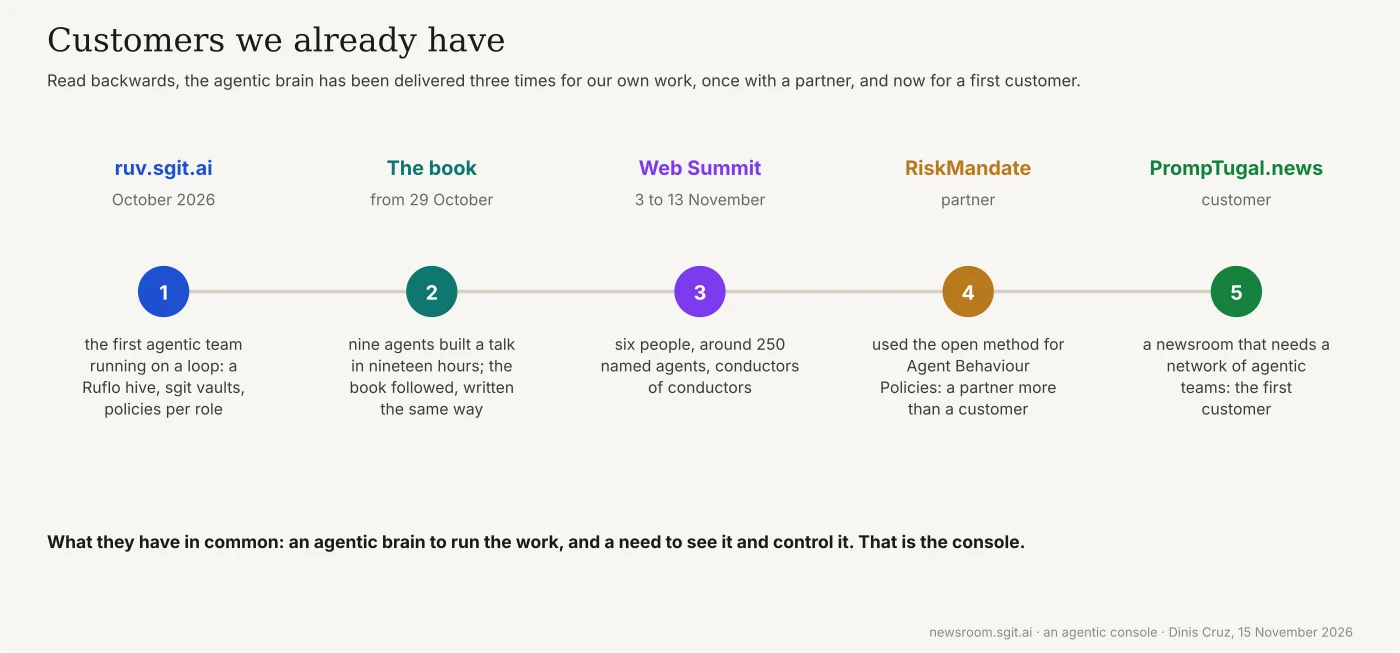 Customers we already have
Read backwards, the agentic brain has been delivered three times for our own work, once with a partner, and now for a first customer.
ruv.sgit.ai
October 2026
The book
from 29 October
Web Summit
3 to 13 November
RiskMandate
partner
PrompTugal.news
customer
1
2
3
4
5
the first agentic team
running on a loop: a
Ruflo hive, sgit vaults,
policies per role
nine agents built a talk
in nineteen hours; the
book followed, written
the same way
six people, around 250
named agents, conductors
of conductors
used the open method for
Agent Behaviour
Policies: a partner more
than a customer
a newsroom that needs a
network of agentic
teams: the first
customer
What they have in common: an agentic brain to run the work, and a need to see it and control it. That is the console.
newsroom.sgit.ai · an agentic console · Dinis Cruz, 15 November 2026